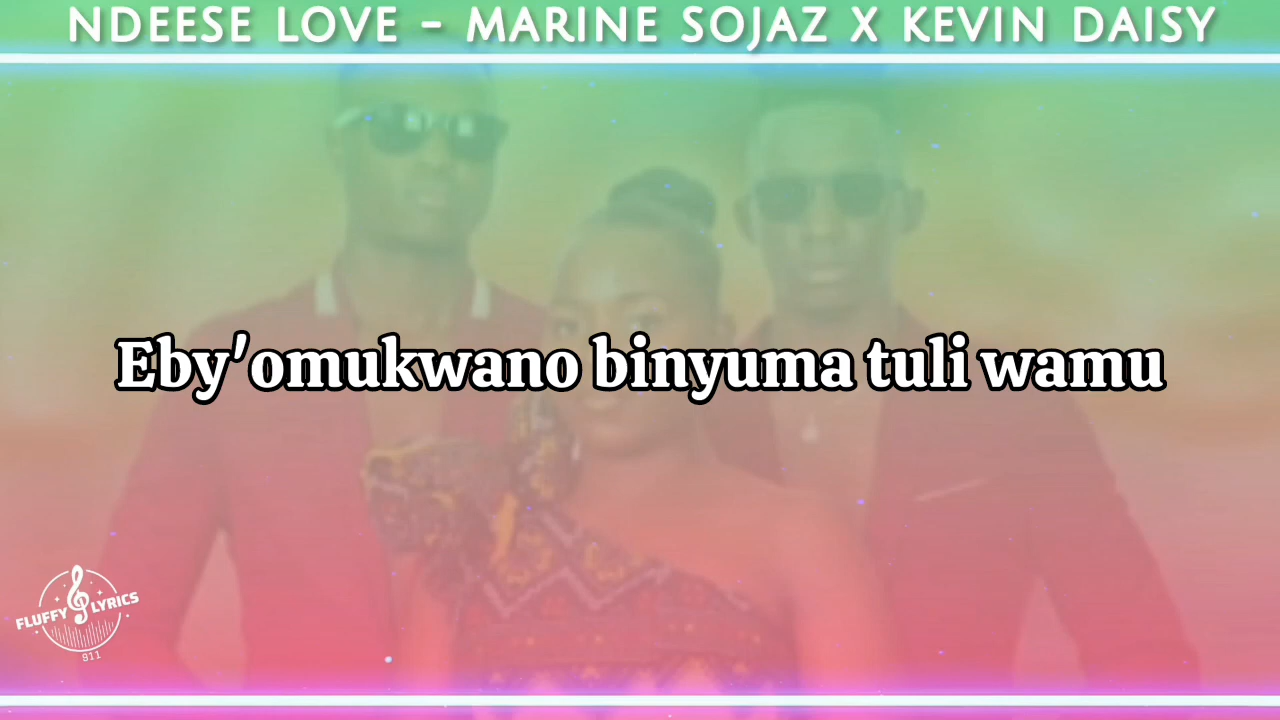 NDEESE LOVE - MARINE SOJAZ X KEVIN DAISY
Eby'omukwano binyuma tuli wamu
FLUFFY LYRICS
911